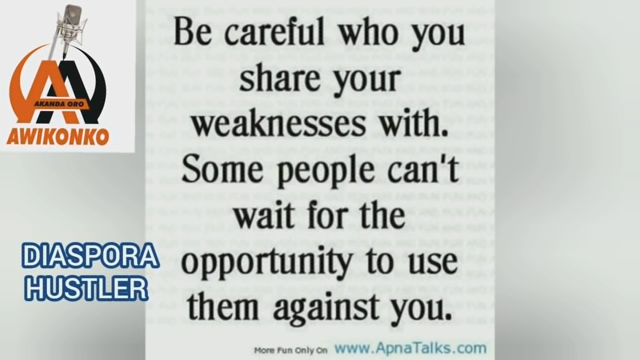 AKANDA ORO
AWIKONKO
Be careful who you
share your
weaknesses with.
Some people can't
wait for the
opportunity to use
them against you.
DIASPORA
HUSTLER
More Fun Only On www.ApnaTalks.com